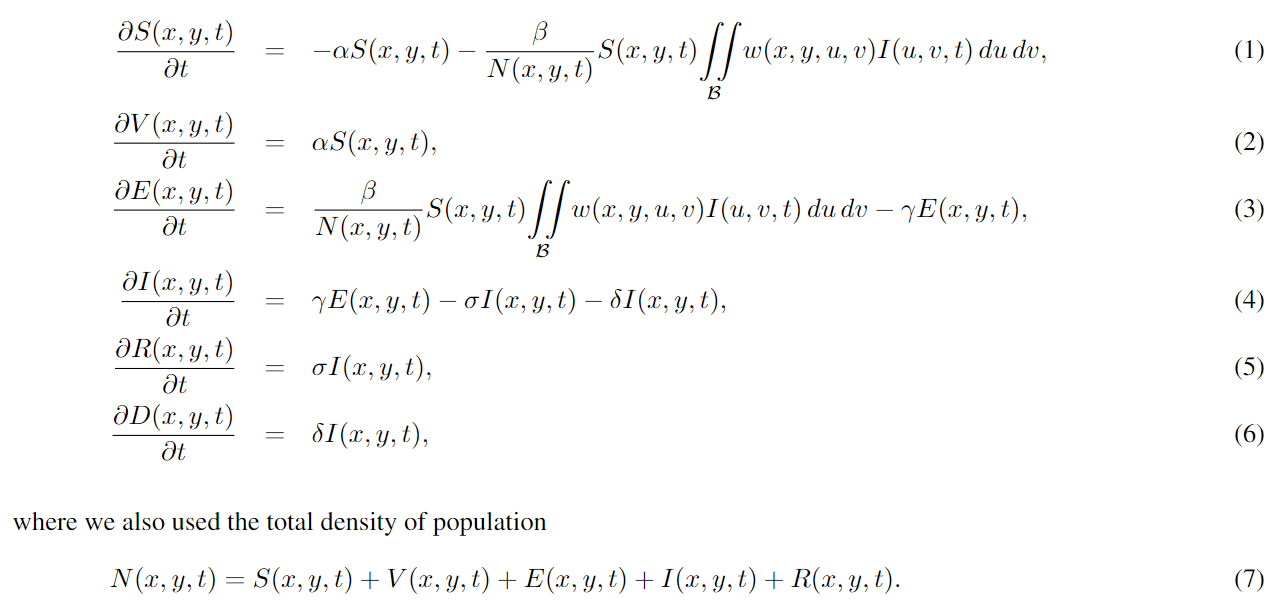 ∂S(x, y, t)/∂t = −αS(x, y, t) − β/N(x, y, t) S(x, y, t) ∬_ℬ w(x, y, u, v)I(u, v, t) du dv, (1)
∂V(x, y, t)/∂t = αS(x, y, t), (2)
∂E(x, y, t)/∂t = β/N(x, y, t) S(x, y, t) ∬_ℬ w(x, y, u, v)I(u, v, t) du dv − γE(x, y, t), (3)
∂I(x, y, t)/∂t = γE(x, y, t) − σI(x, y, t) − δI(x, y, t), (4)
∂R(x, y, t)/∂t = σI(x, y, t), (5)
∂D(x, y, t)/∂t = δI(x, y, t), (6)
where we also used the total density of population
N(x, y, t) = S(x, y, t) + V(x, y, t) + E(x, y, t) + I(x, y, t) + R(x, y, t). (7)